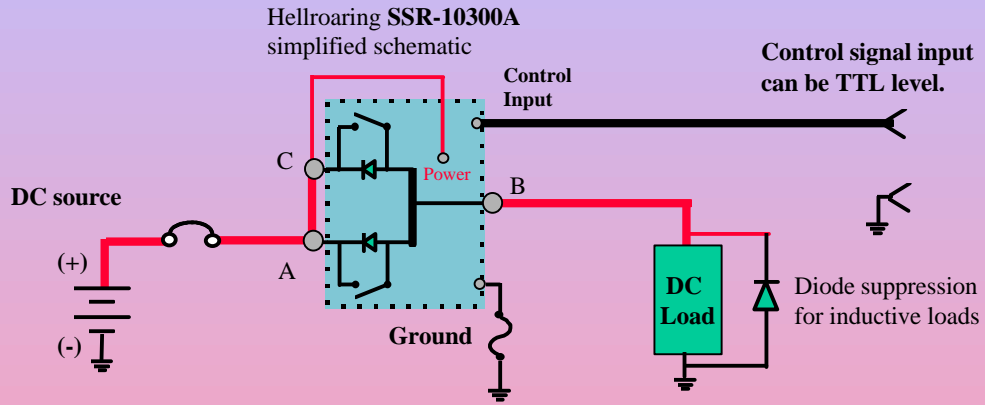 Hellroaring SSR-10300A
simplified schematic
Control signal input
can be TTL level.
Control
Input
C
Power
B
DC source
A
(+)
(-)
Ground
DC
Load
Diode suppression
for inductive loads